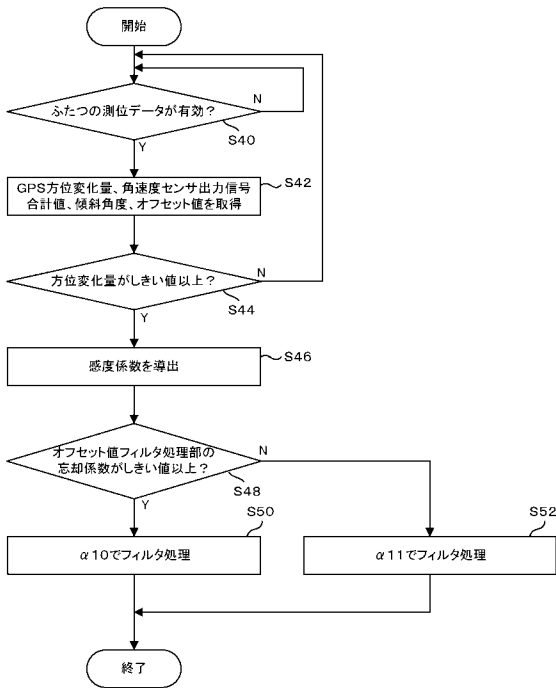 開始
ふたつの測位データが有効？
N
S40
Y
GPS方位変化量、角速度センサ出力信号
合計値、傾斜角度、オフセット値を取得
S42
方位変化量がしきい値以上？
N
S44
Y
感度係数を導出
S46
オフセット値フィルタ処理部の
忘却係数がしきい値以上？
N
S48
Y
S50
α10でフィルタ処理
S52
α11でフィルタ処理
終了